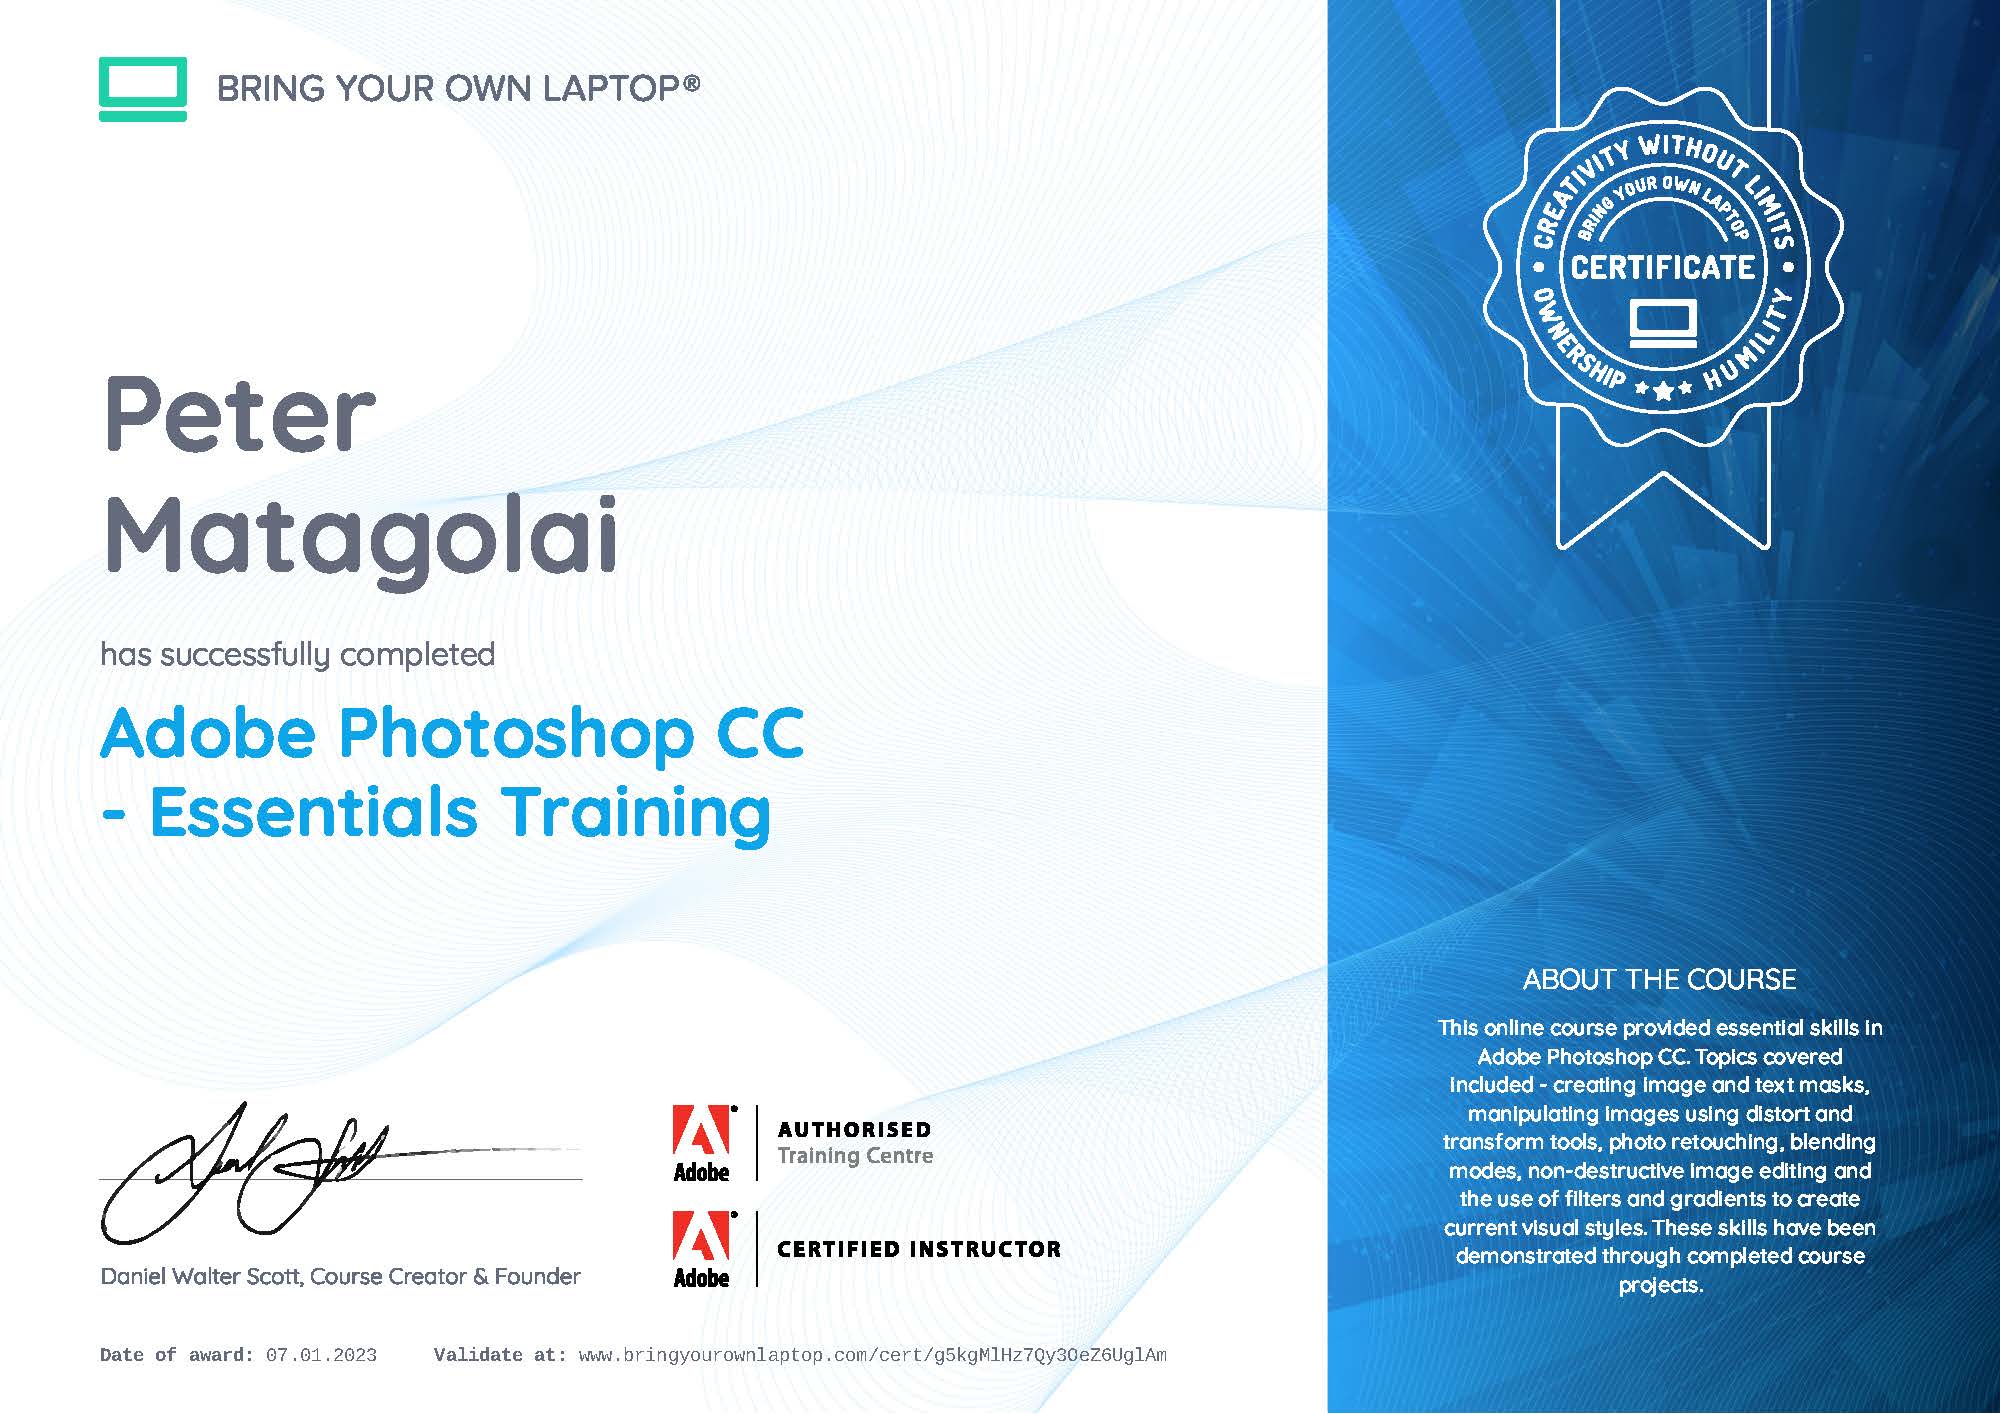 BRING YOUR OWN LAPTOP®
Peter
Matagolai
has successfully completed
Adobe Photoshop CC
- Essentials Training
Adobe
AUTHORISED
Training Centre
Adobe
CERTIFIED INSTRUCTOR
Daniel Walter Scott, Course Creator & Founder
Date of award: 07.01.2023 Validate at: www.bringyourownlaptop.com/cert/g5kgMlHz7Qy3OeZ6UglAm
CREATIVITY WITHOUT LIMITS
BRING YOUR OWN LAPTOP
CERTIFICATE
OWNERSHIP
HUMILITY
ABOUT THE COURSE
This online course provided essential skills in
Adobe Photoshop CC. Topics covered
included - creating image and text masks,
manipulating images using distort and
transform tools, photo retouching, blending
modes, non-destructive image editing and
the use of filters and gradients to create
current visual styles. These skills have been
demonstrated through completed course
projects.